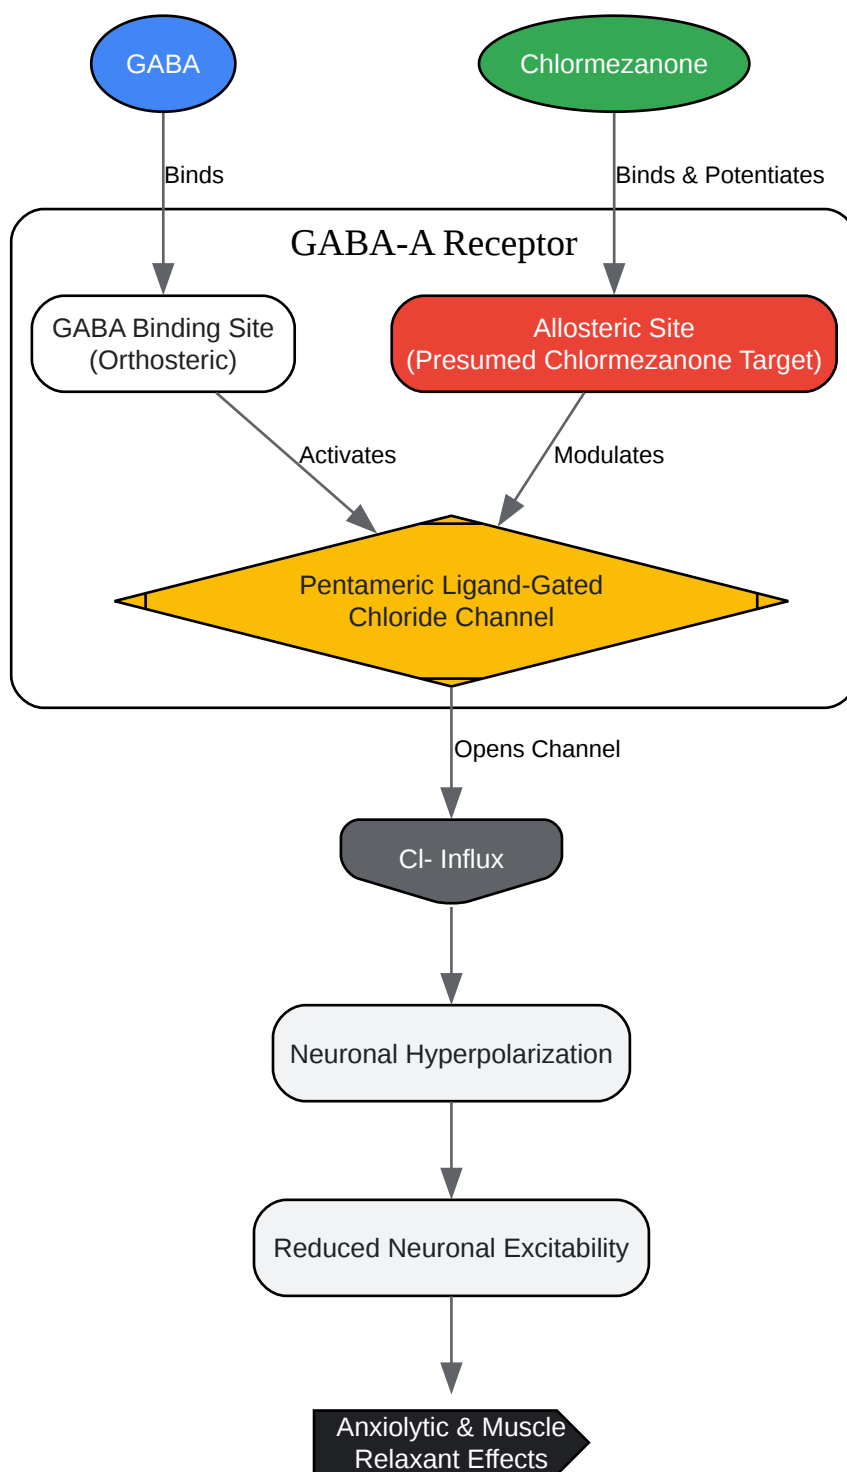 GABA
Chlormezanone
Binds
Binds & Potentiates
GABA-A Receptor
GABA Binding Site
(Orthosteric)
Allosteric Site
(Presumed Chlormezanone Target)
Activates
Modulates
Pentameric Ligand-Gated
Chloride Channel
Opens Channel
Cl- Influx
Neuronal Hyperpolarization
Reduced Neuronal Excitability
Anxiolytic & Muscle
Relaxant Effects